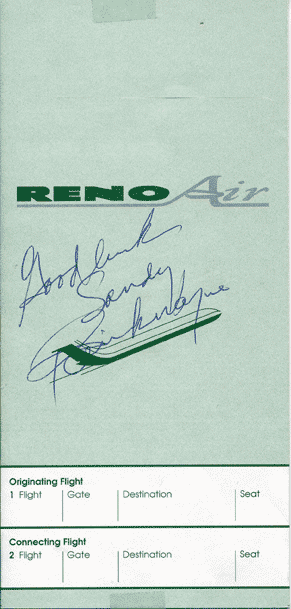 RENO Air
Good luck
Sandy
Originating Flight
1 Flight Gate Destination Seat
Connecting Flight
2 Flight Gate Destination Seat